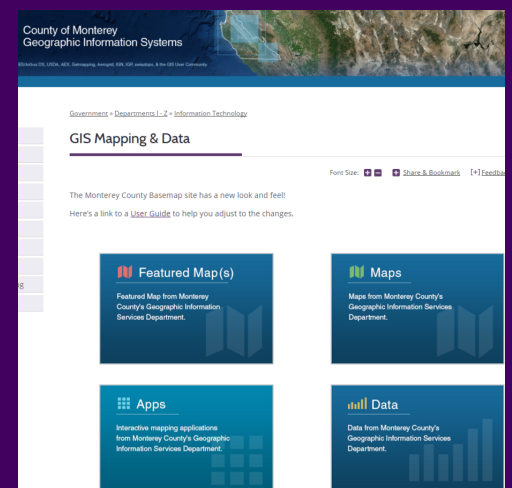 County of Monterey
Geographic Information Systems
Government » Departments I - Z » Information Technology
GIS Mapping & Data
Font Size: + - + Share & Bookmark [+] Feedba
The Monterey County Basemap site has a new look and feel!
Here's a link to a User Guide to help you adjust to the changes.
Featured Map(s)
Featured Map from Monterey
County's Geographic Information
Services Department.
Maps
Maps from Monterey County's
Geographic Information Services
Department.
Apps
Interactive mapping applications
from Monterey County's Geographic
Information Services Department.
Data
Data from Monterey County's
Geographic Information Services
Department.